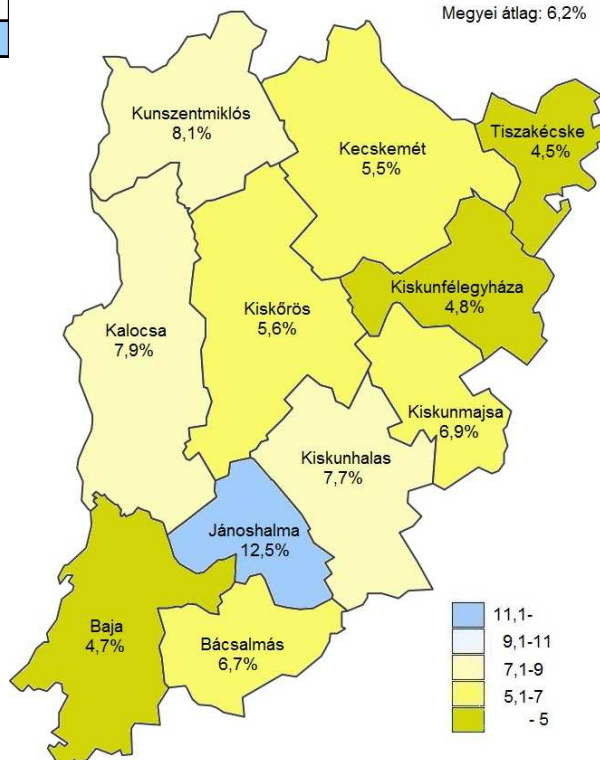 Megyei átlag: 6,2%
Kunszentmiklós
8,1%
Kecskemét
5,5%
Tiszakécske
4,5%
Kiskunfélegyháza
4,8%
Kiskőrös
5,6%
Kalocsa
7,9%
Kiskunmajsa
6,9%
Kiskunhalas
7,7%
Jánoshalma
12,5%
Baja
4,7%
Bácsalmás
6,7%
11,1-
9,1-11
7,1-9
5,1-7
- 5